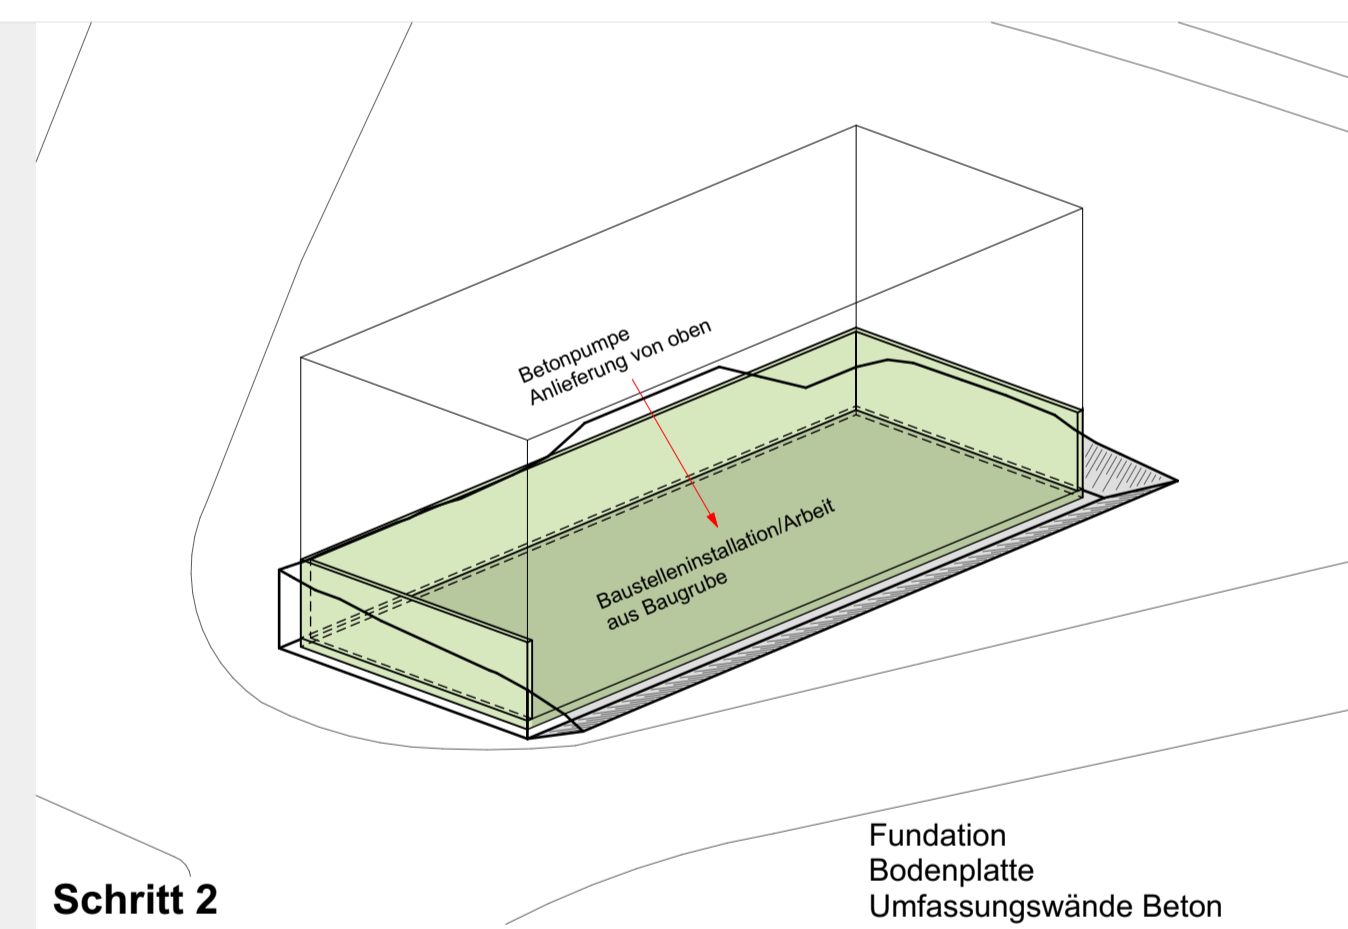 Betonpumpe
Anlieferung von oben
Baustelleninstallation/Arbeit
aus Baugrube
Schritt 2
Fundation
Bodenplatte
Umfassungswände Beton